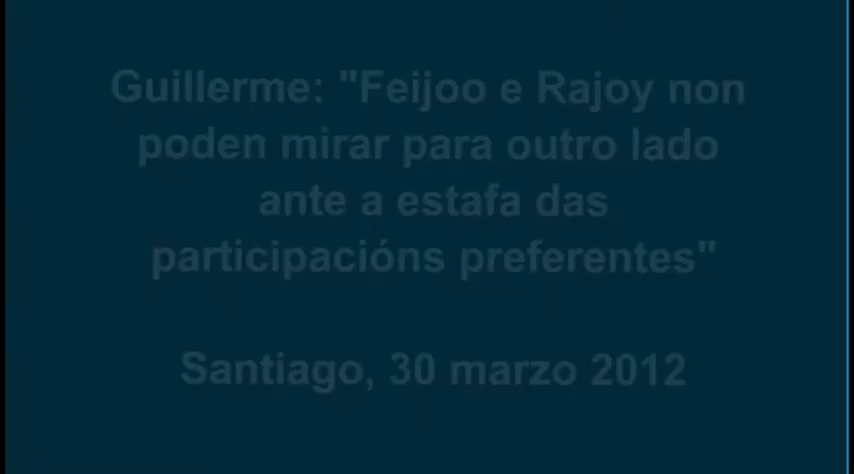 Guillerme: "Feijoo e Rajoy non
poden mirar para outro lado
ante a estafa das
participacións preferentes"
Santiago, 30 marzo 2012